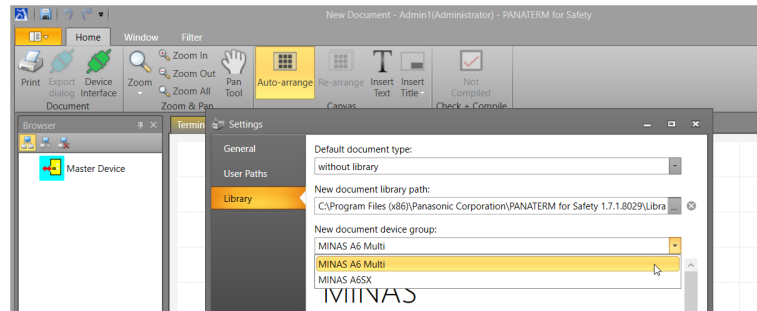 New Document - Admin1(Administrator) - PANATERM for Safety
Home Window Filter
Print
Export dialog
Device Interface
Document
Zoom
Zoom In
Zoom Out
Zoom All
Pan Tool
Zoom & Pan
Auto-arrange
Re-arrange
Insert Text
Insert Title
Canvas
Not Compiled
Check + Compile
Browser
Master Device
Termin
Settings
General
User Paths
Library
Default document type:
without library
New document library path:
C:\Program Files (x86)\Panasonic Corporation\PANATERM for Safety 1.7.1.8029\Libra
...
New document device group:
MINAS A6 Multi
MINAS A6 Multi
MINAS A6SX
MINAS